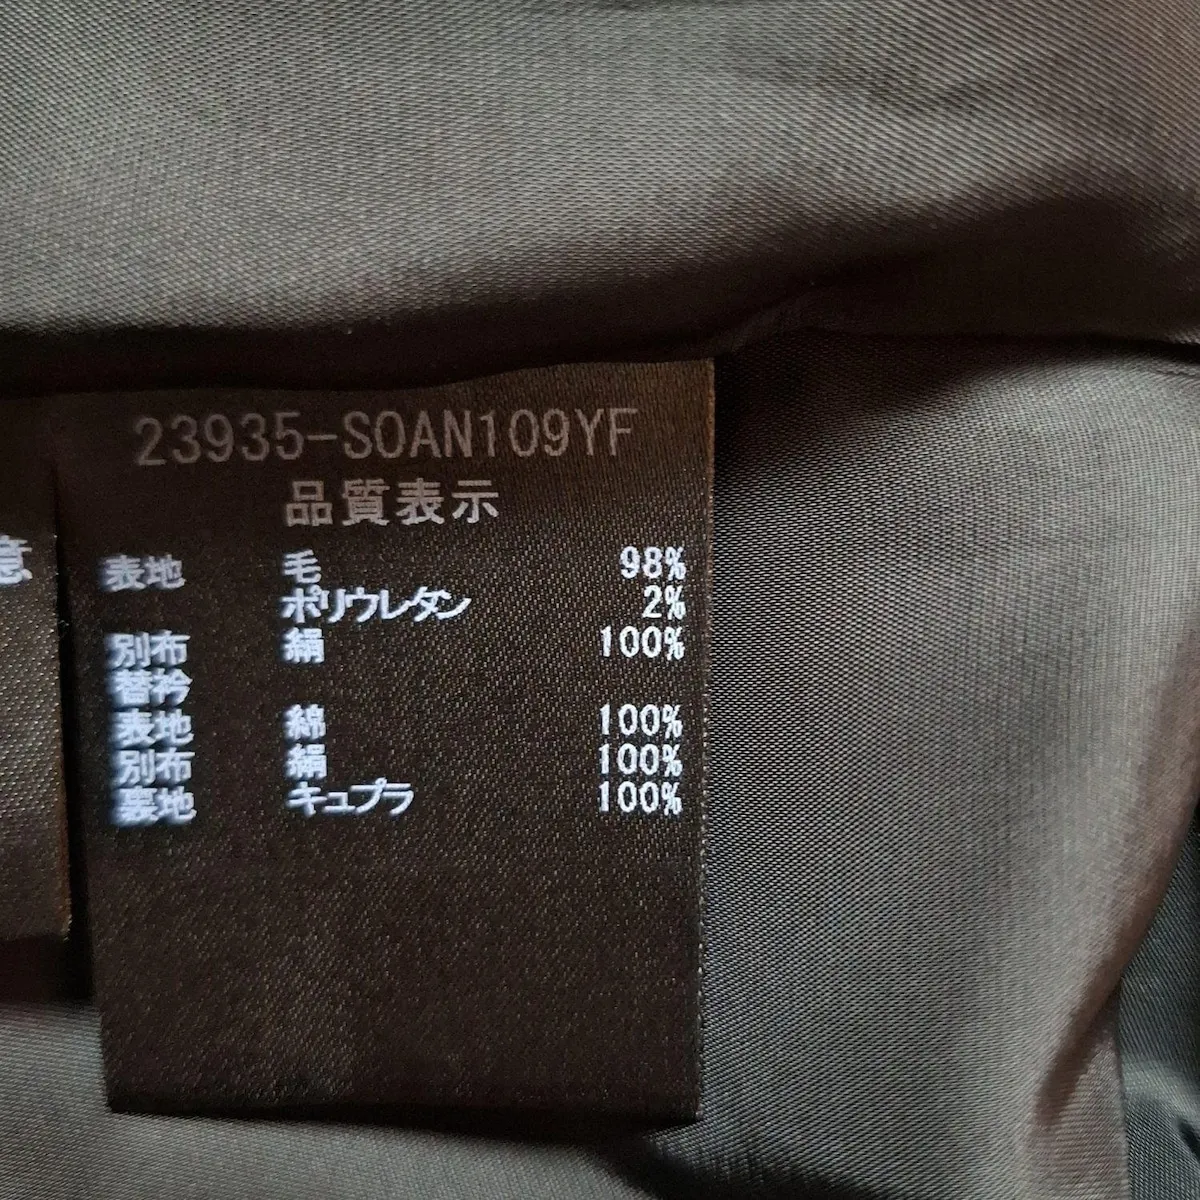 23935-SOAN109YF
品質表示
意
表地 毛 98%
ポリウレタン 2%
別布 絹 100%
替衿
表地 綿 100%
別布 絹 100%
裏地 キュプラ 100%